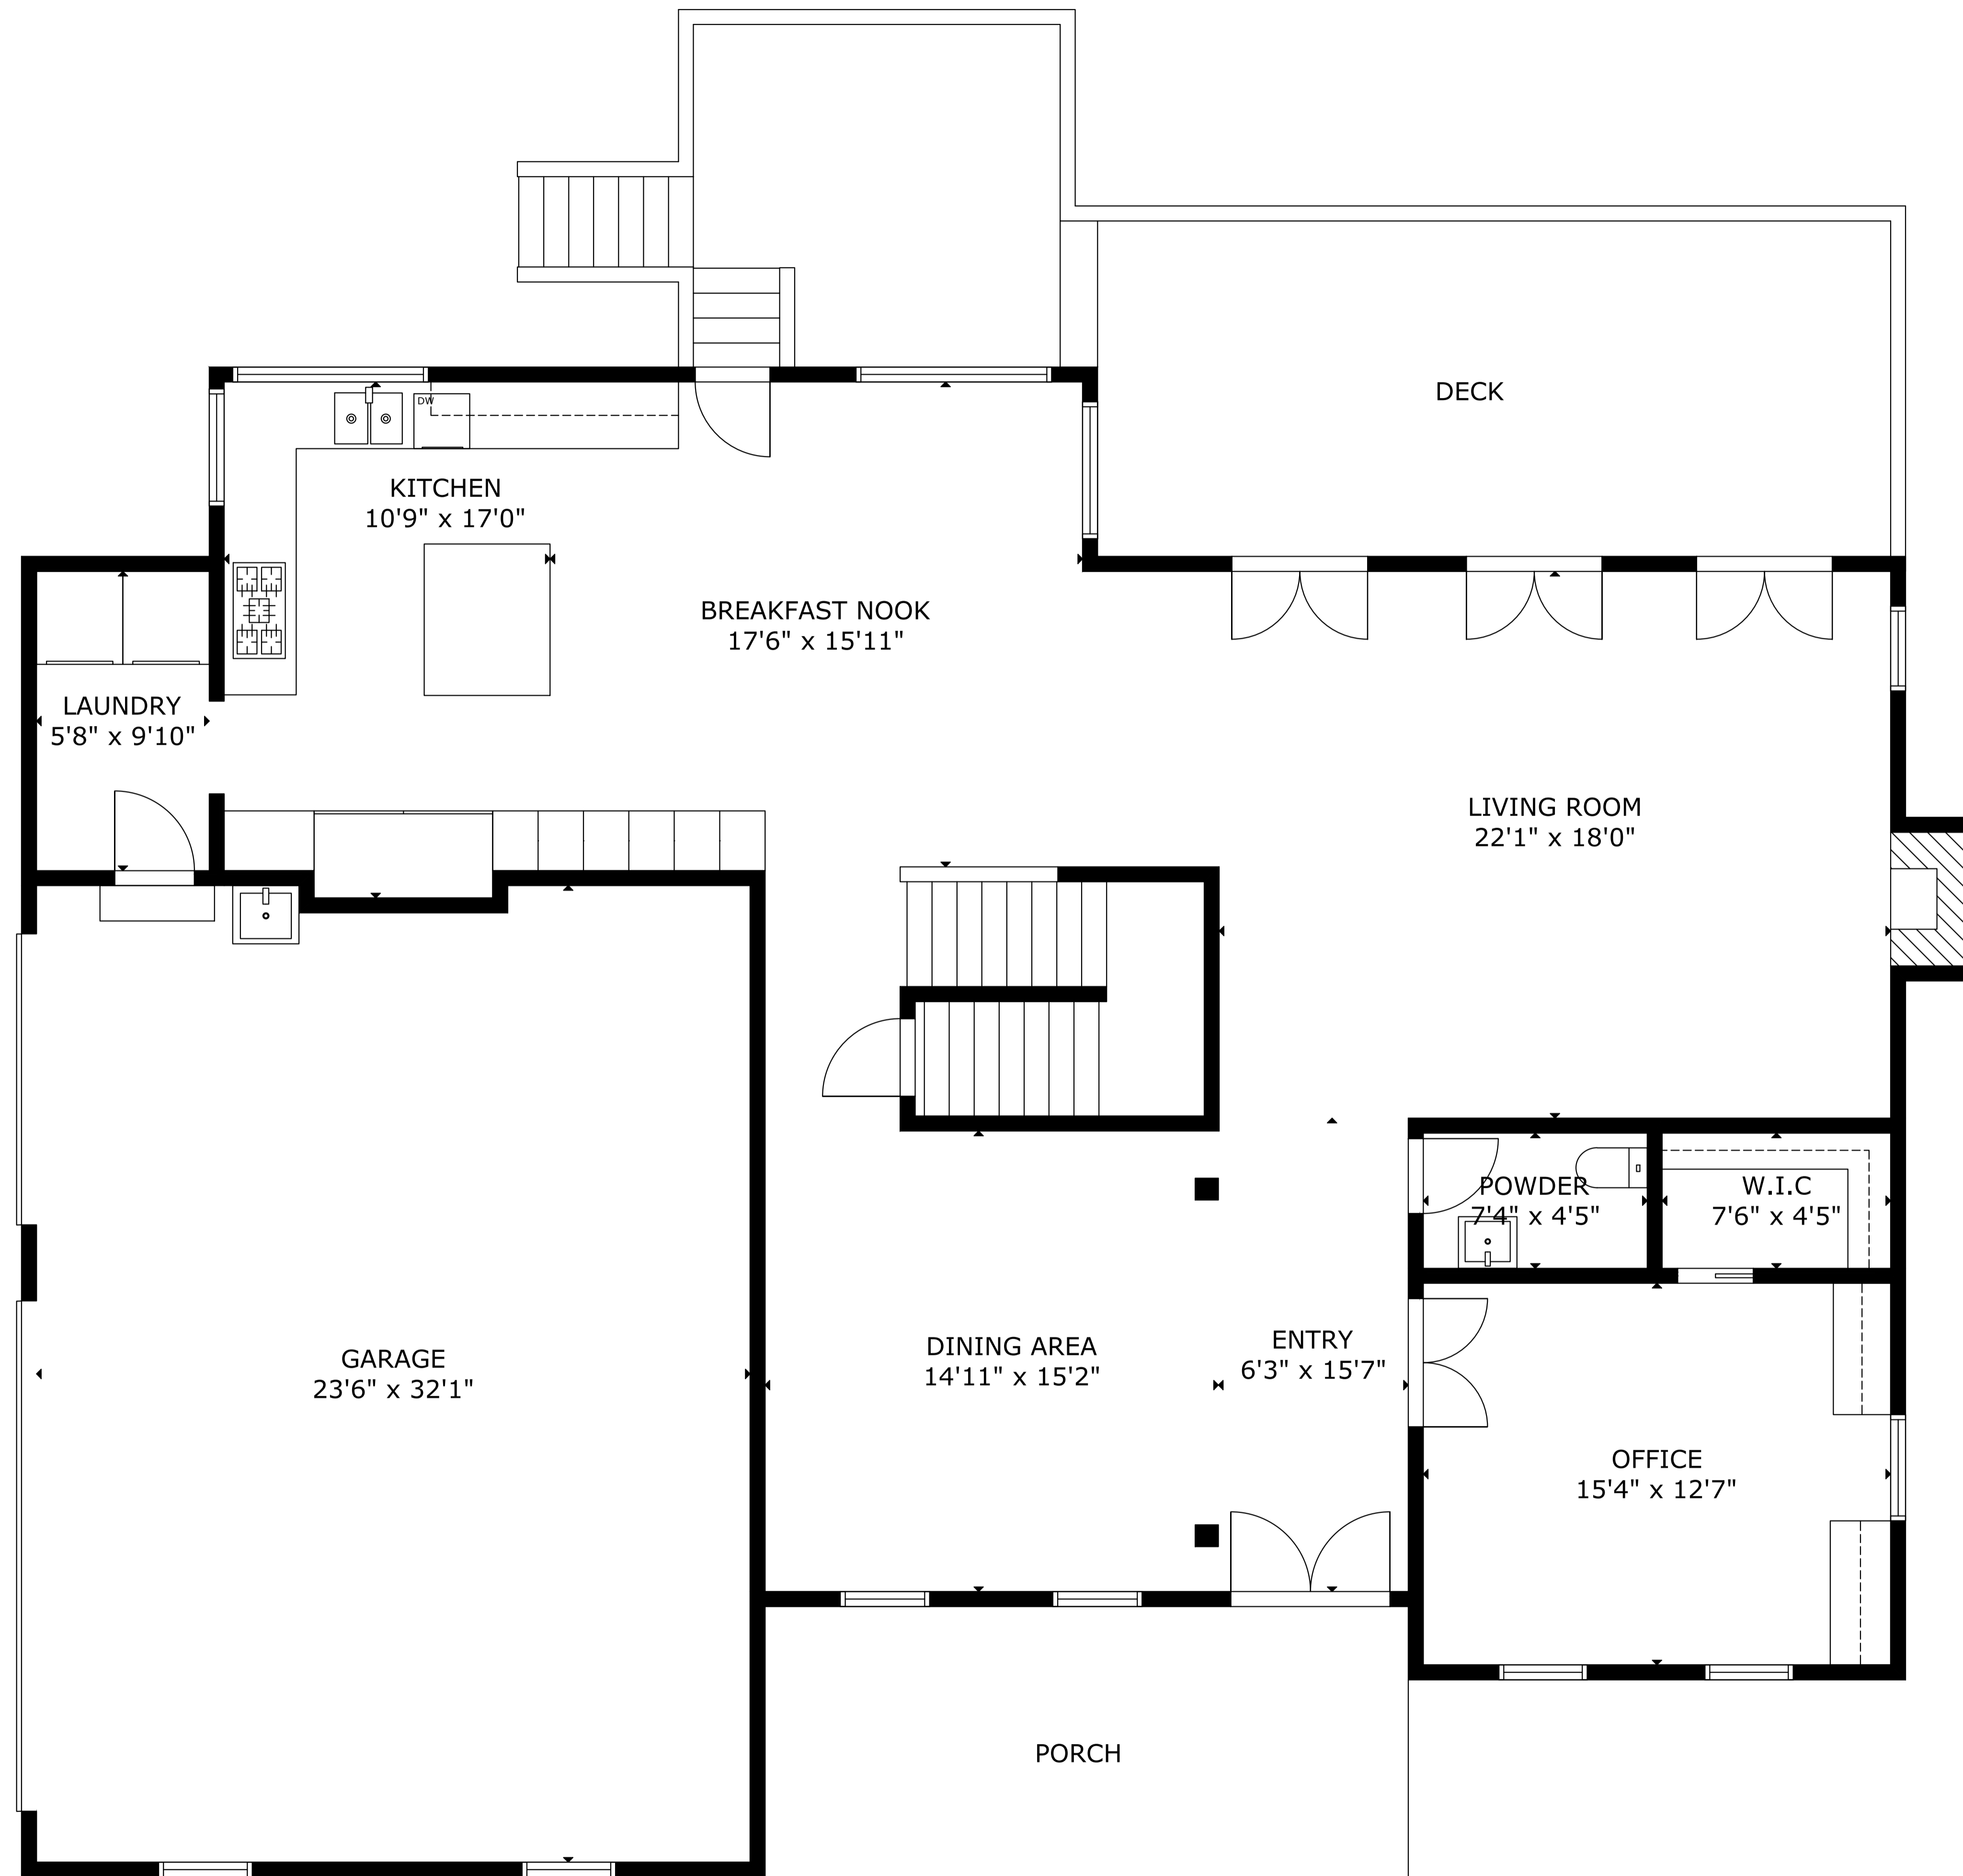 DECK
DW
KITCHEN
10'9" x 17'0"
BREAKFAST NOOK
17'6" x 15'11"
LAUNDRY
5'8" x 9'10"
LIVING ROOM
22'1" x 18'0"
POWDER
7'4" x 4'5"
W.I.C
7'6" x 4'5"
GARAGE
23'6" x 32'1"
DINING AREA
14'11" x 15'2"
ENTRY
6'3" x 15'7"
OFFICE
15'4" x 12'7"
PORCH